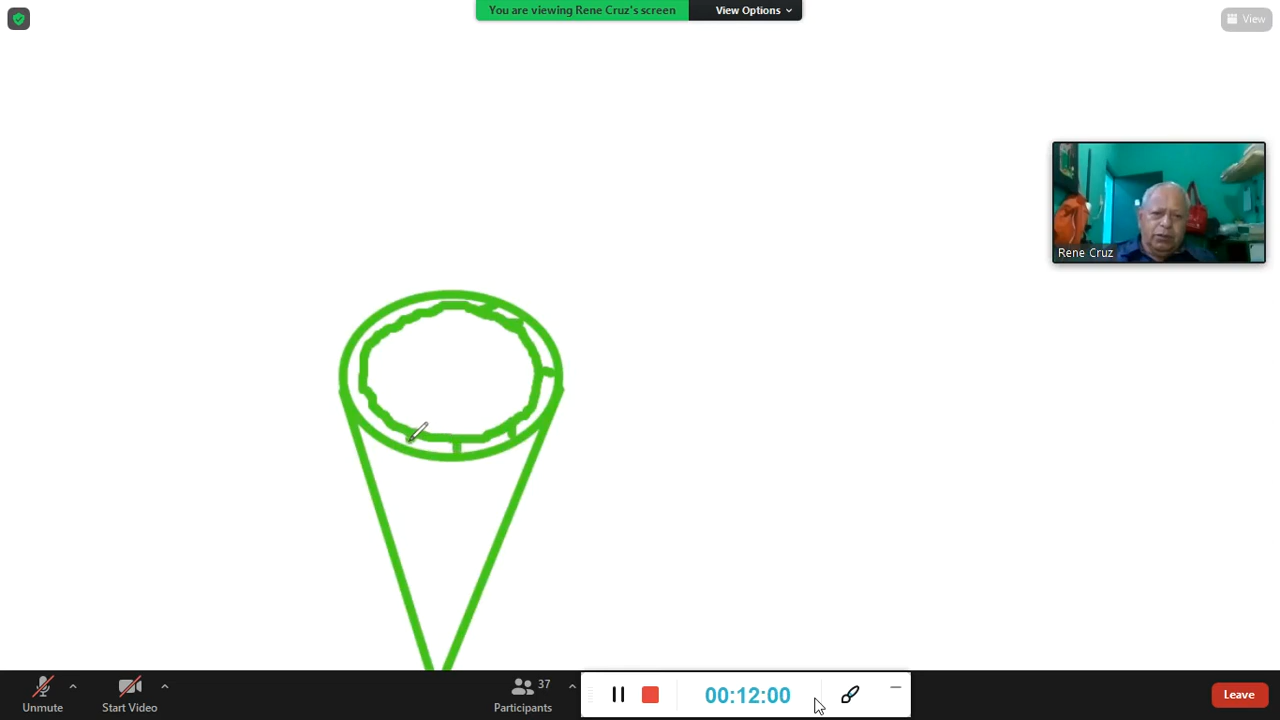 You are viewing Rene Cruz's screen
View Options
View
Rene Cruz
Unmute
Start Video
37
Participants
00:12:00
Leave